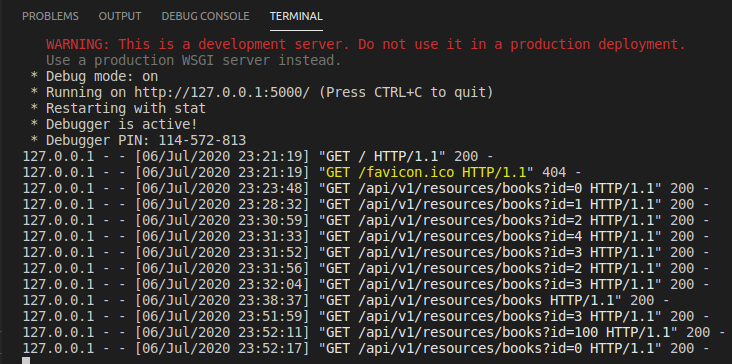 PROBLEMS OUTPUT DEBUG CONSOLE TERMINAL
WARNING: This is a development server. Do not use it in a production deployment.
Use a production WSGI server instead.
* Debug mode: on
* Running on http://127.0.0.1:5000/ (Press CTRL+C to quit)
* Restarting with stat
* Debugger is active!
* Debugger PIN: 114-572-813
127.0.0.1 - - [06/Jul/2020 23:21:19] "GET / HTTP/1.1" 200 -
127.0.0.1 - - [06/Jul/2020 23:21:19] "GET /favicon.ico HTTP/1.1" 404 -
127.0.0.1 - - [06/Jul/2020 23:23:48] "GET /api/v1/resources/books?id=0 HTTP/1.1" 200 -
127.0.0.1 - - [06/Jul/2020 23:28:32] "GET /api/v1/resources/books?id=1 HTTP/1.1" 200 -
127.0.0.1 - - [06/Jul/2020 23:30:59] "GET /api/v1/resources/books?id=2 HTTP/1.1" 200 -
127.0.0.1 - - [06/Jul/2020 23:31:33] "GET /api/v1/resources/books?id=4 HTTP/1.1" 200 -
127.0.0.1 - - [06/Jul/2020 23:31:52] "GET /api/v1/resources/books?id=3 HTTP/1.1" 200 -
127.0.0.1 - - [06/Jul/2020 23:31:56] "GET /api/v1/resources/books?id=2 HTTP/1.1" 200 -
127.0.0.1 - - [06/Jul/2020 23:32:04] "GET /api/v1/resources/books?id=3 HTTP/1.1" 200 -
127.0.0.1 - - [06/Jul/2020 23:38:37] "GET /api/v1/resources/books HTTP/1.1" 200 -
127.0.0.1 - - [06/Jul/2020 23:51:59] "GET /api/v1/resources/books?id=3 HTTP/1.1" 200 -
127.0.0.1 - - [06/Jul/2020 23:52:11] "GET /api/v1/resources/books?id=100 HTTP/1.1" 200 -
127.0.0.1 - - [06/Jul/2020 23:52:17] "GET /api/v1/resources/books?id=0 HTTP/1.1" 200 -